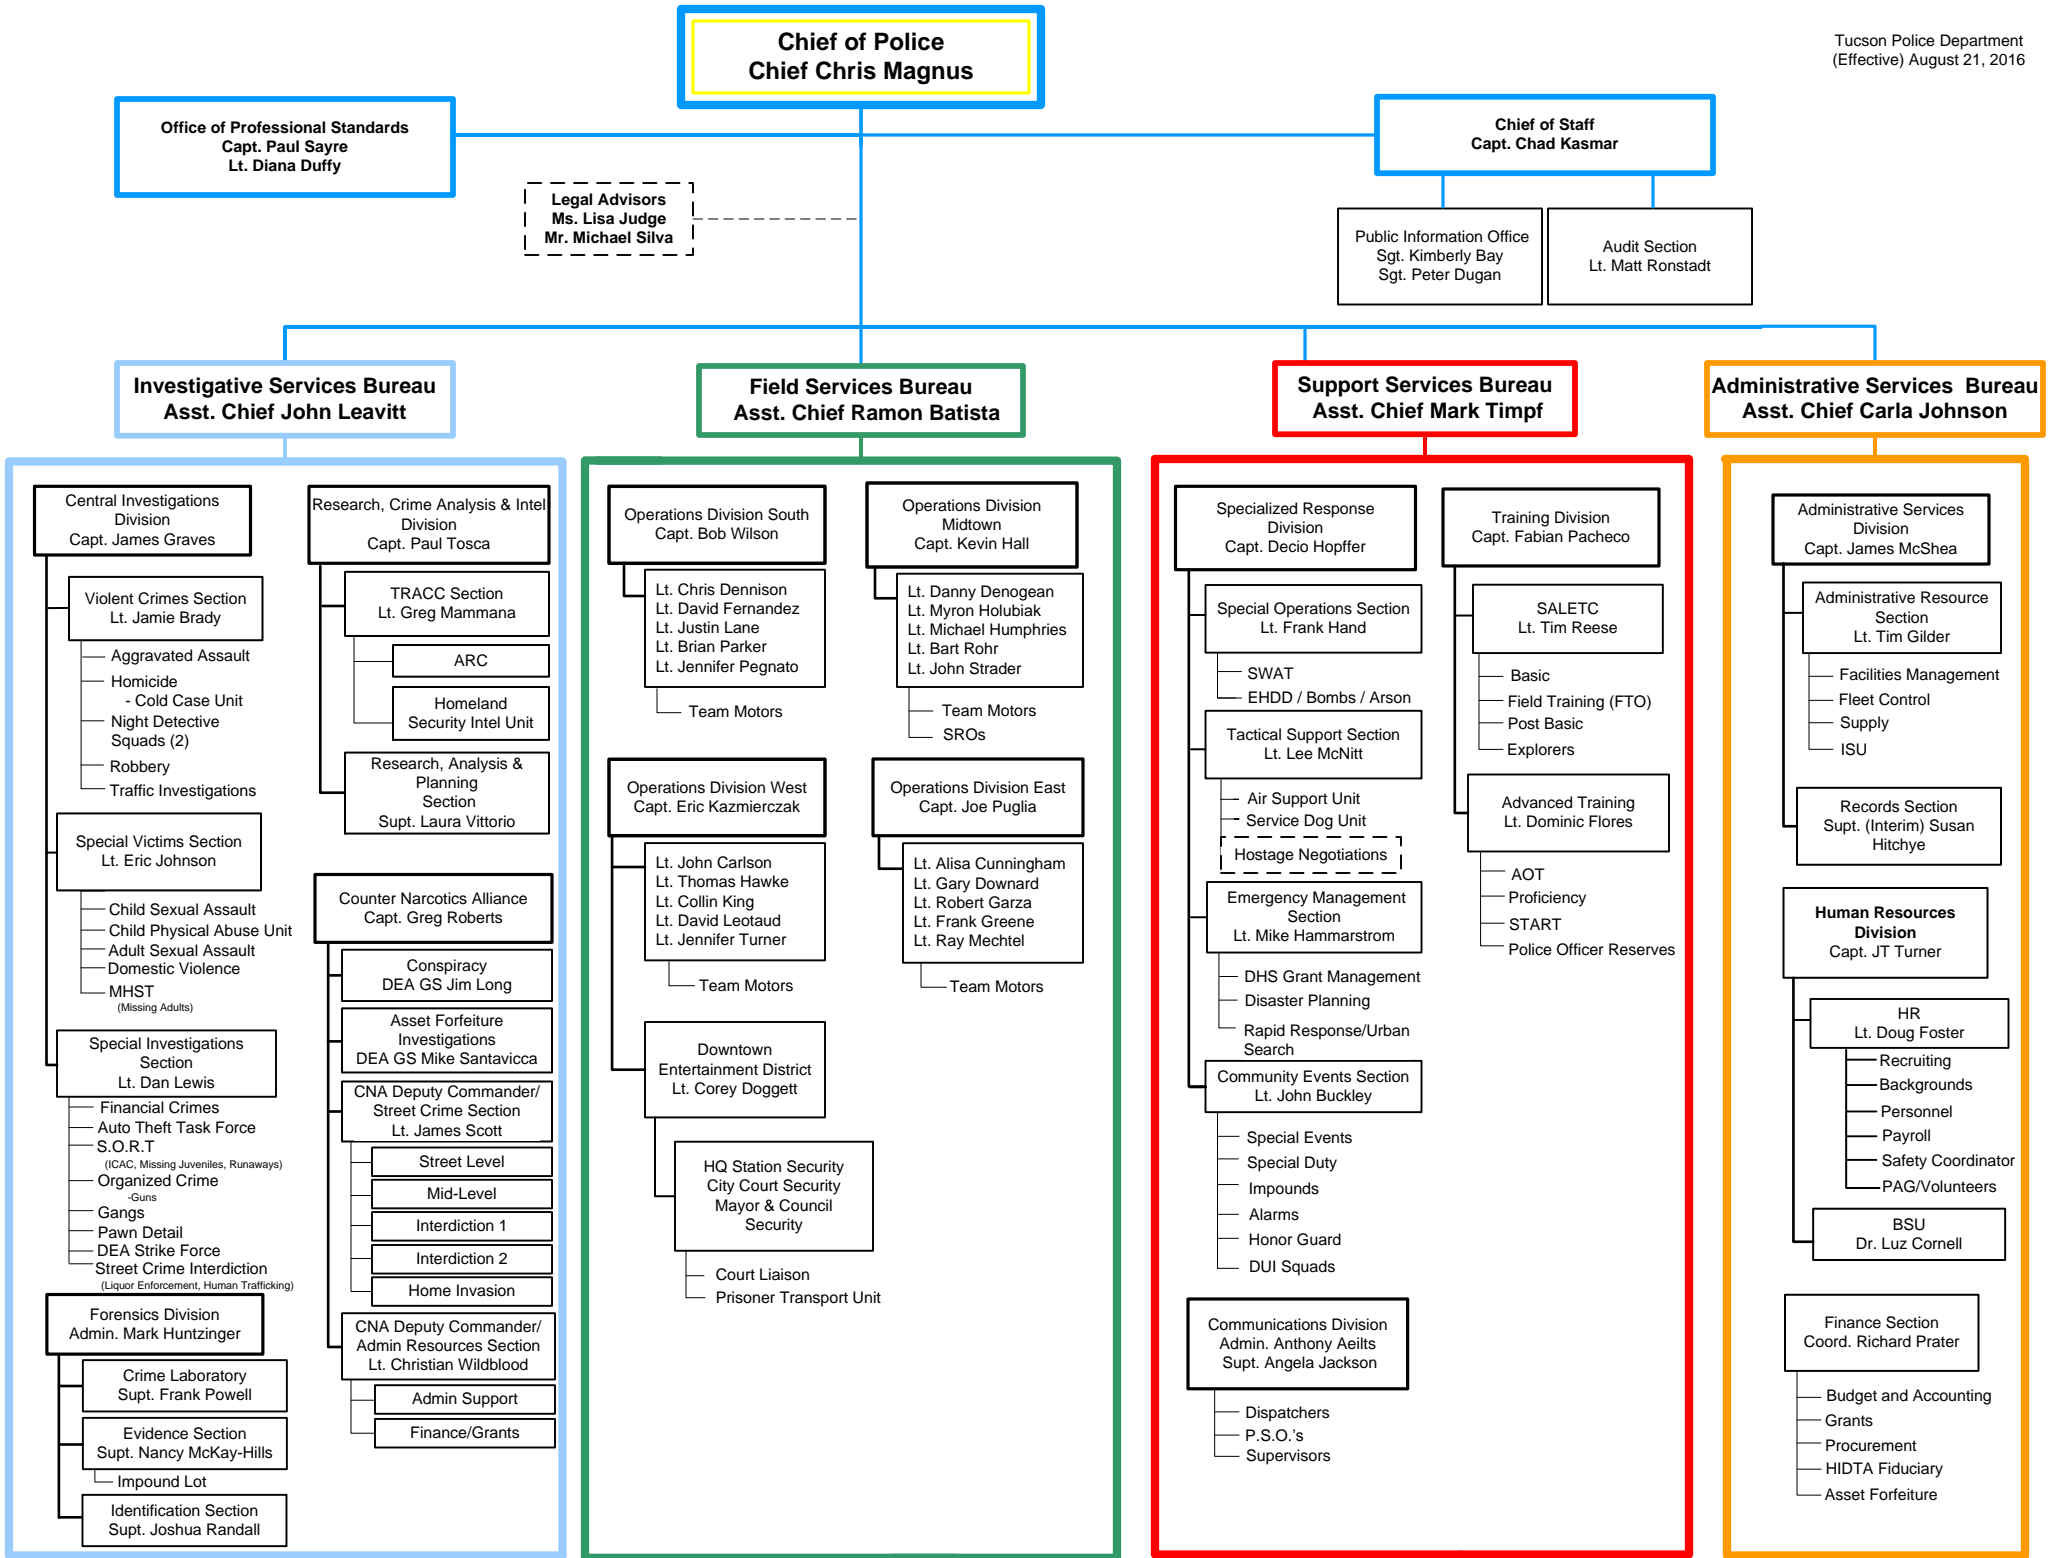 Chief of Police
Chief Chris Magnus
Tucson Police Department
(Effective) August 21, 2016
Office of Professional Standards
Capt. Paul Sayre
Lt. Diana Duffy
Chief of Staff
Capt. Chad Kasmar
Legal Advisors
Ms. Lisa Judge
Mr. Michael Silva
Public Information Office
Sgt. Kimberly Bay
Sgt. Peter Dugan
Audit Section
Lt. Matt Ronstadt
Investigative Services Bureau
Asst. Chief John Leavitt
Field Services Bureau
Asst. Chief Ramon Batista
Support Services Bureau
Asst. Chief Mark Timpf
Administrative Services  Bureau
Asst. Chief Carla Johnson
Central Investigations
Division
Capt. James Graves
Violent Crimes Section
Lt. Jamie Brady
Aggravated Assault
Homicide
- Cold Case Unit
Night Detective
Squads (2)
Robbery
Traffic Investigations
Special Victims Section
Lt. Eric Johnson
Child Sexual Assault
Child Physical Abuse Unit
Adult Sexual Assault
Domestic Violence
MHST
(Missing Adults)
Special Investigations
Section
Lt. Dan Lewis
Financial Crimes
Auto Theft Task Force
S.O.R.T
(ICAC, Missing Juveniles, Runaways)
Organized Crime
-Guns
Gangs
Pawn Detail
DEA Strike Force
Street Crime Interdiction
(Liquor Enforcement, Human Trafficking)
Forensics Division
Admin. Mark Huntzinger
Crime Laboratory
Supt. Frank Powell
Evidence Section
Supt. Nancy McKay-Hills
Impound Lot
Identification Section
Supt. Joshua Randall
Research, Crime Analysis & Intel
Division
Capt. Paul Tosca
TRACC Section
Lt. Greg Mammana
ARC
Homeland
Security Intel Unit
Research, Analysis &
Planning
Section
Supt. Laura Vittorio
Counter Narcotics Alliance
Capt. Greg Roberts
Conspiracy
DEA GS Jim Long
Asset Forfeiture
Investigations
DEA GS Mike Santavicca
CNA Deputy Commander/
Street Crime Section
Lt. James Scott
Street Level
Mid-Level
Interdiction 1
Interdiction 2
Home Invasion
CNA Deputy Commander/
Admin Resources Section
Lt. Christian Wildblood
Admin Support
Finance/Grants
Operations Division South
Capt. Bob Wilson
Lt. Chris Dennison
Lt. David Fernandez
Lt. Justin Lane
Lt. Brian Parker
Lt. Jennifer Pegnato
Team Motors
Operations Division
Midtown
Capt. Kevin Hall
Lt. Danny Denogean
Lt. Myron Holubiak
Lt. Michael Humphries
Lt. Bart Rohr
Lt. John Strader
Team Motors
SROs
Operations Division West
Capt. Eric Kazmierczak
Lt. John Carlson
Lt. Thomas Hawke
Lt. Collin King
Lt. David Leotaud
Lt. Jennifer Turner
Team Motors
Operations Division East
Capt. Joe Puglia
Lt. Alisa Cunningham
Lt. Gary Downard
Lt. Robert Garza
Lt. Frank Greene
Lt. Ray Mechtel
Team Motors
Downtown
Entertainment District
Lt. Corey Doggett
HQ Station Security
City Court Security
Mayor & Council
Security
Court Liaison
Prisoner Transport Unit
Specialized Response
Division
Capt. Decio Hopffer
Special Operations Section
Lt. Frank Hand
SWAT
EHDD / Bombs / Arson
Tactical Support Section
Lt. Lee McNitt
Air Support Unit
Service Dog Unit
Hostage Negotiations
Emergency Management
Section
Lt. Mike Hammarstrom
DHS Grant Management
Disaster Planning
Rapid Response/Urban
Search
Community Events Section
Lt. John Buckley
Special Events
Special Duty
Impounds
Alarms
Honor Guard
DUI Squads
Communications Division
Admin. Anthony Aeilts
Supt. Angela Jackson
Dispatchers
P.S.O.'s
Supervisors
Training Division
Capt. Fabian Pacheco
SALETC
Lt. Tim Reese
Basic
Field Training (FTO)
Post Basic
Explorers
Advanced Training
Lt. Dominic Flores
AOT
Proficiency
START
Police Officer Reserves
Administrative Services
Division
Capt. James McShea
Administrative Resource
Section
Lt. Tim Gilder
Facilities Management
Fleet Control
Supply
ISU
Records Section
Supt. (Interim) Susan
Hitchye
Human Resources
Division
Capt. JT Turner
HR
Lt. Doug Foster
Recruiting
Backgrounds
Personnel
Payroll
Safety Coordinator
PAG/Volunteers
BSU
Dr. Luz Cornell
Finance Section
Coord. Richard Prater
Budget and Accounting
Grants
Procurement
HIDTA Fiduciary
Asset Forfeiture